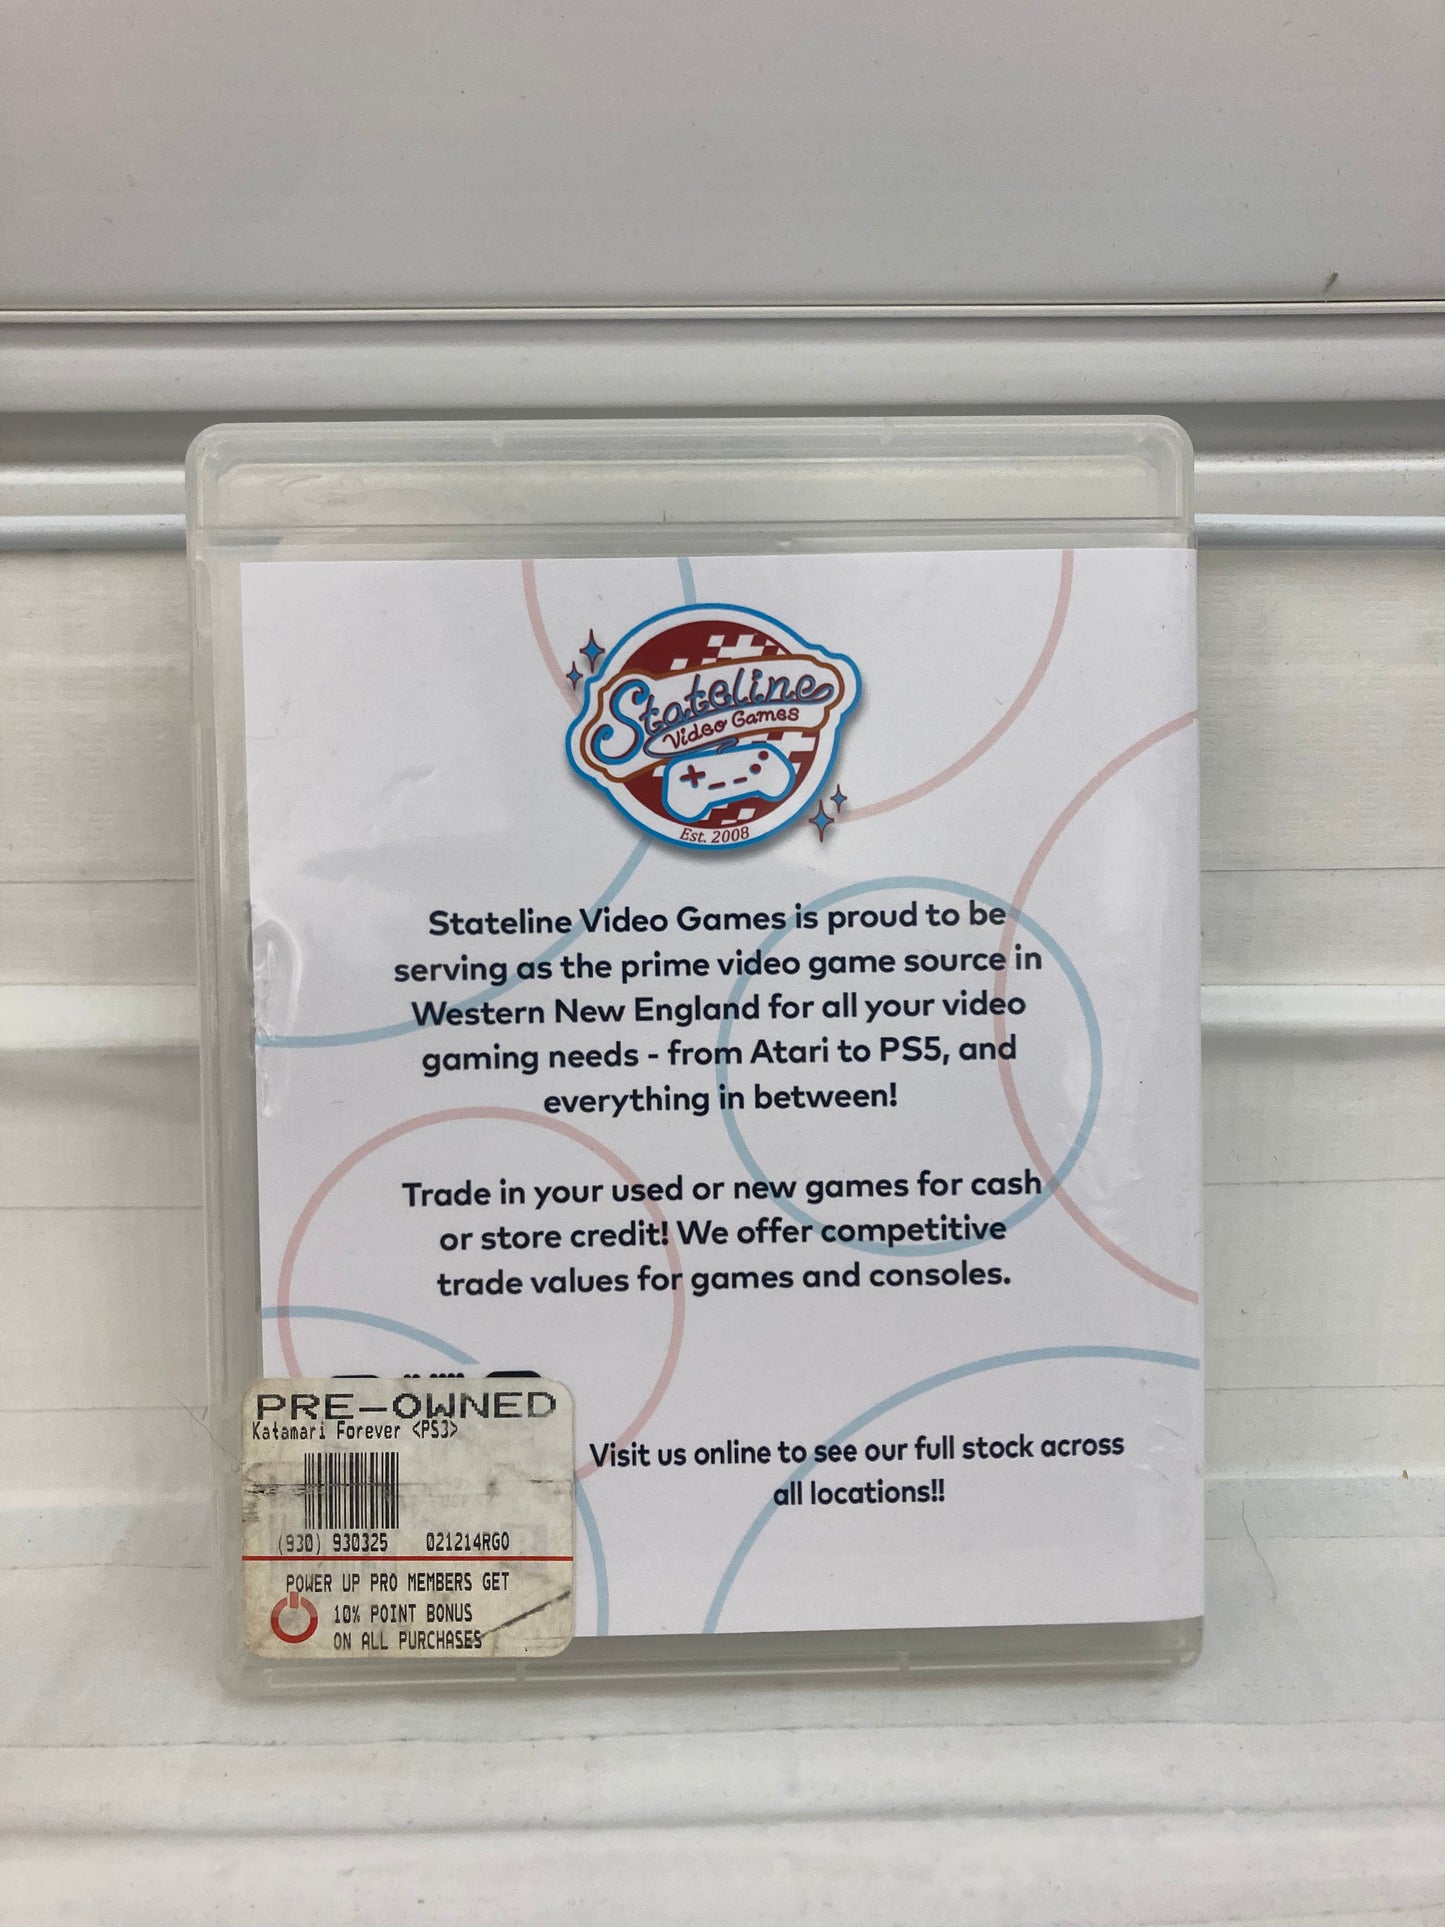 Stateline
Video Games
Est. 2008
Stateline Video Games is proud to be
serving as the prime video game source in
Western New England for all your video
gaming needs - from Atari to PS5, and
everything in between!
Trade in your used or new games for cash
or store credit! We offer competitive
trade values for games and consoles.
Visit us online to see our full stock across
all locations!!
PRE-OWNED
Katamari Forever <PS3>
(930) 930325 021214RGO
POWER UP PRO MEMBERS GET
10% POINT BONUS
ON ALL PURCHASES